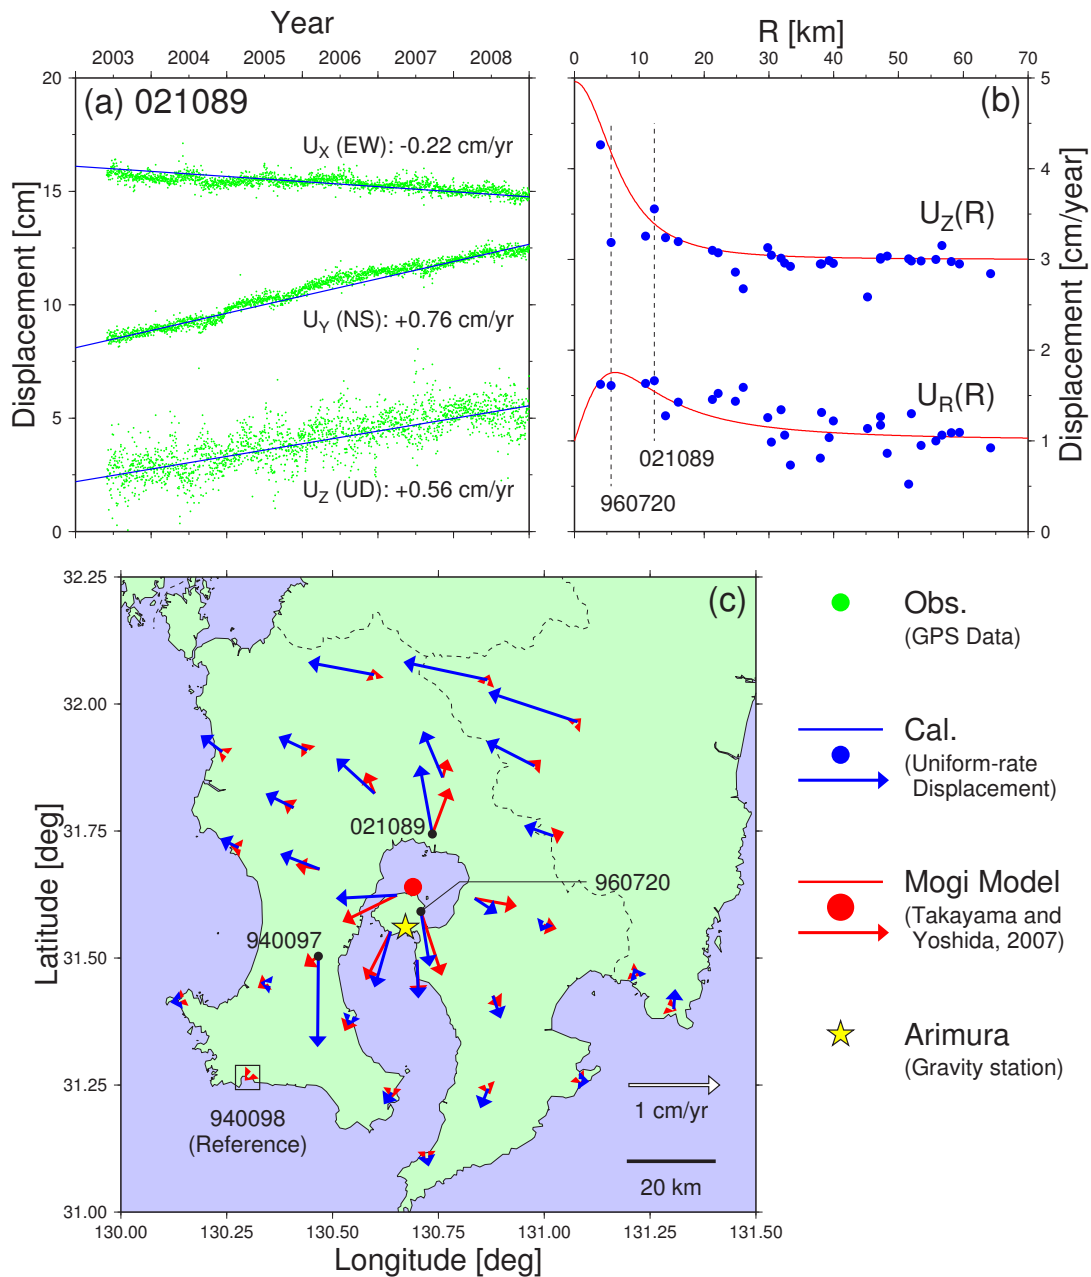 Year
2003 2004 2005 2006 2007 2008
20
15
10
5
0
Displacement [cm]
(a) 021089
U_X (EW): -0.22 cm/yr
U_Y (NS): +0.76 cm/yr
U_Z (UD): +0.56 cm/yr
R [km]
0 10 20 30 40 50 60 70
(b)
U_Z(R)
U_R(R)
021089
960720
5
4
3
2
1
0
Displacement [cm/year]
32.25
32.00
31.75
31.50
31.25
31.00
Latitude [deg]
(c)
021089
960720
940097
940098
(Reference)
1 cm/yr
20 km
130.00 130.25 130.50 130.75 131.00 131.25 131.50
Longitude [deg]
Obs.
(GPS Data)
Cal.
(Uniform-rate
Displacement)
Mogi Model
(Takayama and
Yoshida, 2007)
Arimura
(Gravity station)